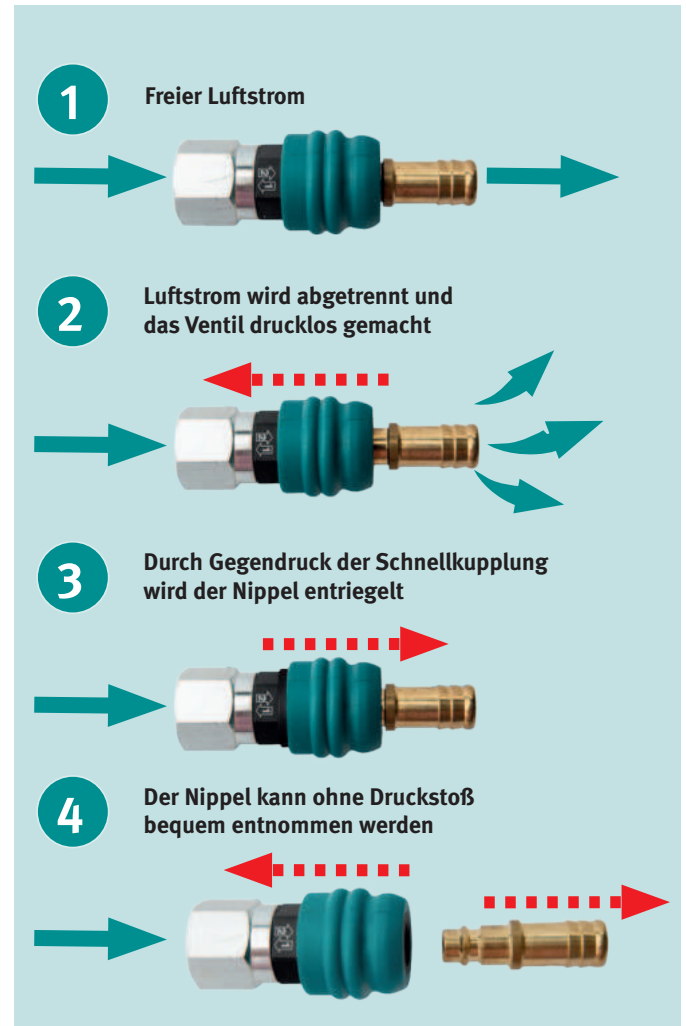 1
Freier Luftstrom
2
Luftstrom wird abgetrennt und
das Ventil drucklos gemacht
3
Durch Gegendruck der Schnellkupplung
wird der Nippel entriegelt
4
Der Nippel kann ohne Druckstoß
bequem entnommen werden